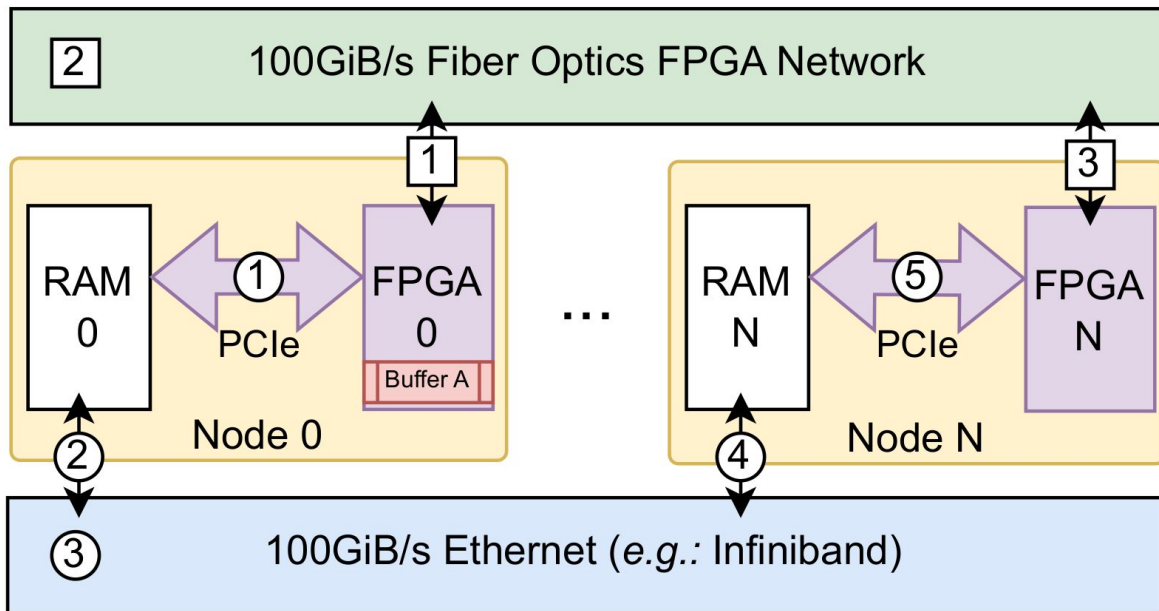 2
100GiB/s Fiber Optics FPGA Network
1
3
RAM
0
1
PCIe
FPGA
0
Buffer A
Node 0
...
RAM
N
5
PCIe
FPGA
N
Node N
2
4
3
100GiB/s Ethernet (e.g.: Infiniband)